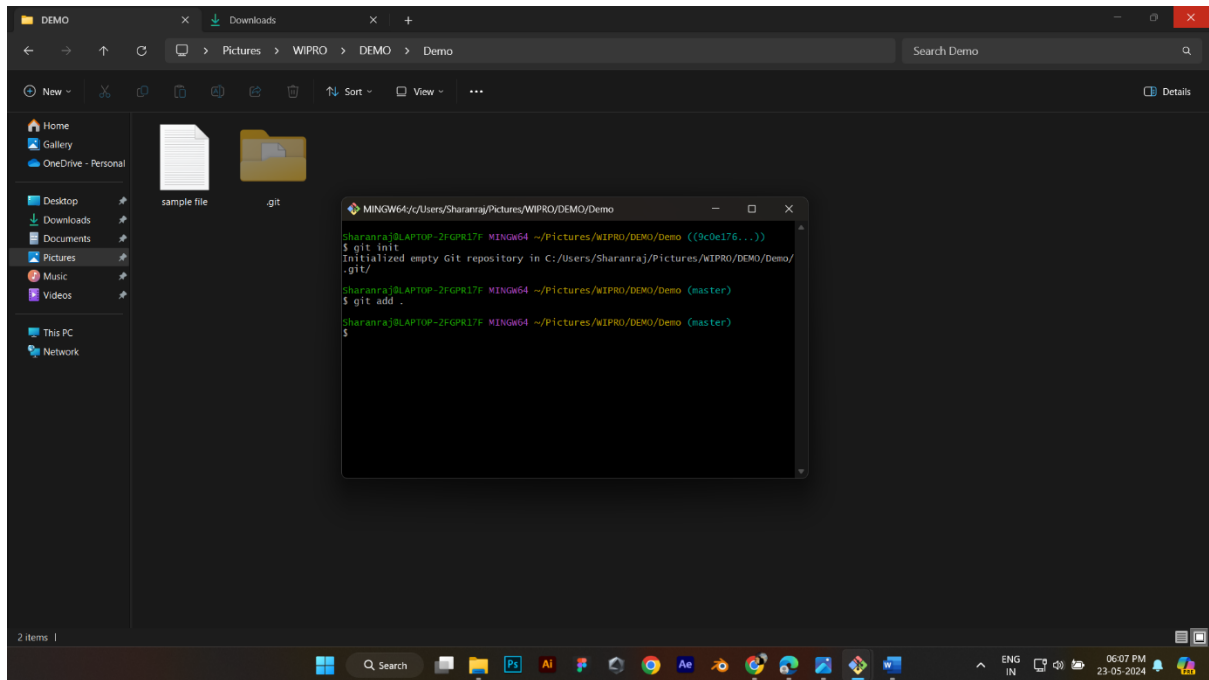 DEMO
Downloads
Pictures > WIPRO > DEMO > Demo
Search Demo
New
Sort
View
Details
Home
Gallery
OneDrive - Personal
Desktop
Downloads
Documents
Pictures
Music
Videos
This PC
Network
sample file
.git
MINGW64:/c/Users/Sharanraj/Pictures/WIPRO/DEMO/Demo
Sharanraj@LAPTOP-2FGPR17F MINGW64 ~/Pictures/WIPRO/DEMO/Demo ((9c0e176...))
$ git init
Initialized empty Git repository in C:/Users/Sharanraj/Pictures/WIPRO/DEMO/Demo/
.git/
Sharanraj@LAPTOP-2FGPR17F MINGW64 ~/Pictures/WIPRO/DEMO/Demo (master)
$ git add .
Sharanraj@LAPTOP-2FGPR17F MINGW64 ~/Pictures/WIPRO/DEMO/Demo (master)
$
2 items
Search
Ps
Ai
Ae
ENG
IN
06:07 PM
23-05-2024